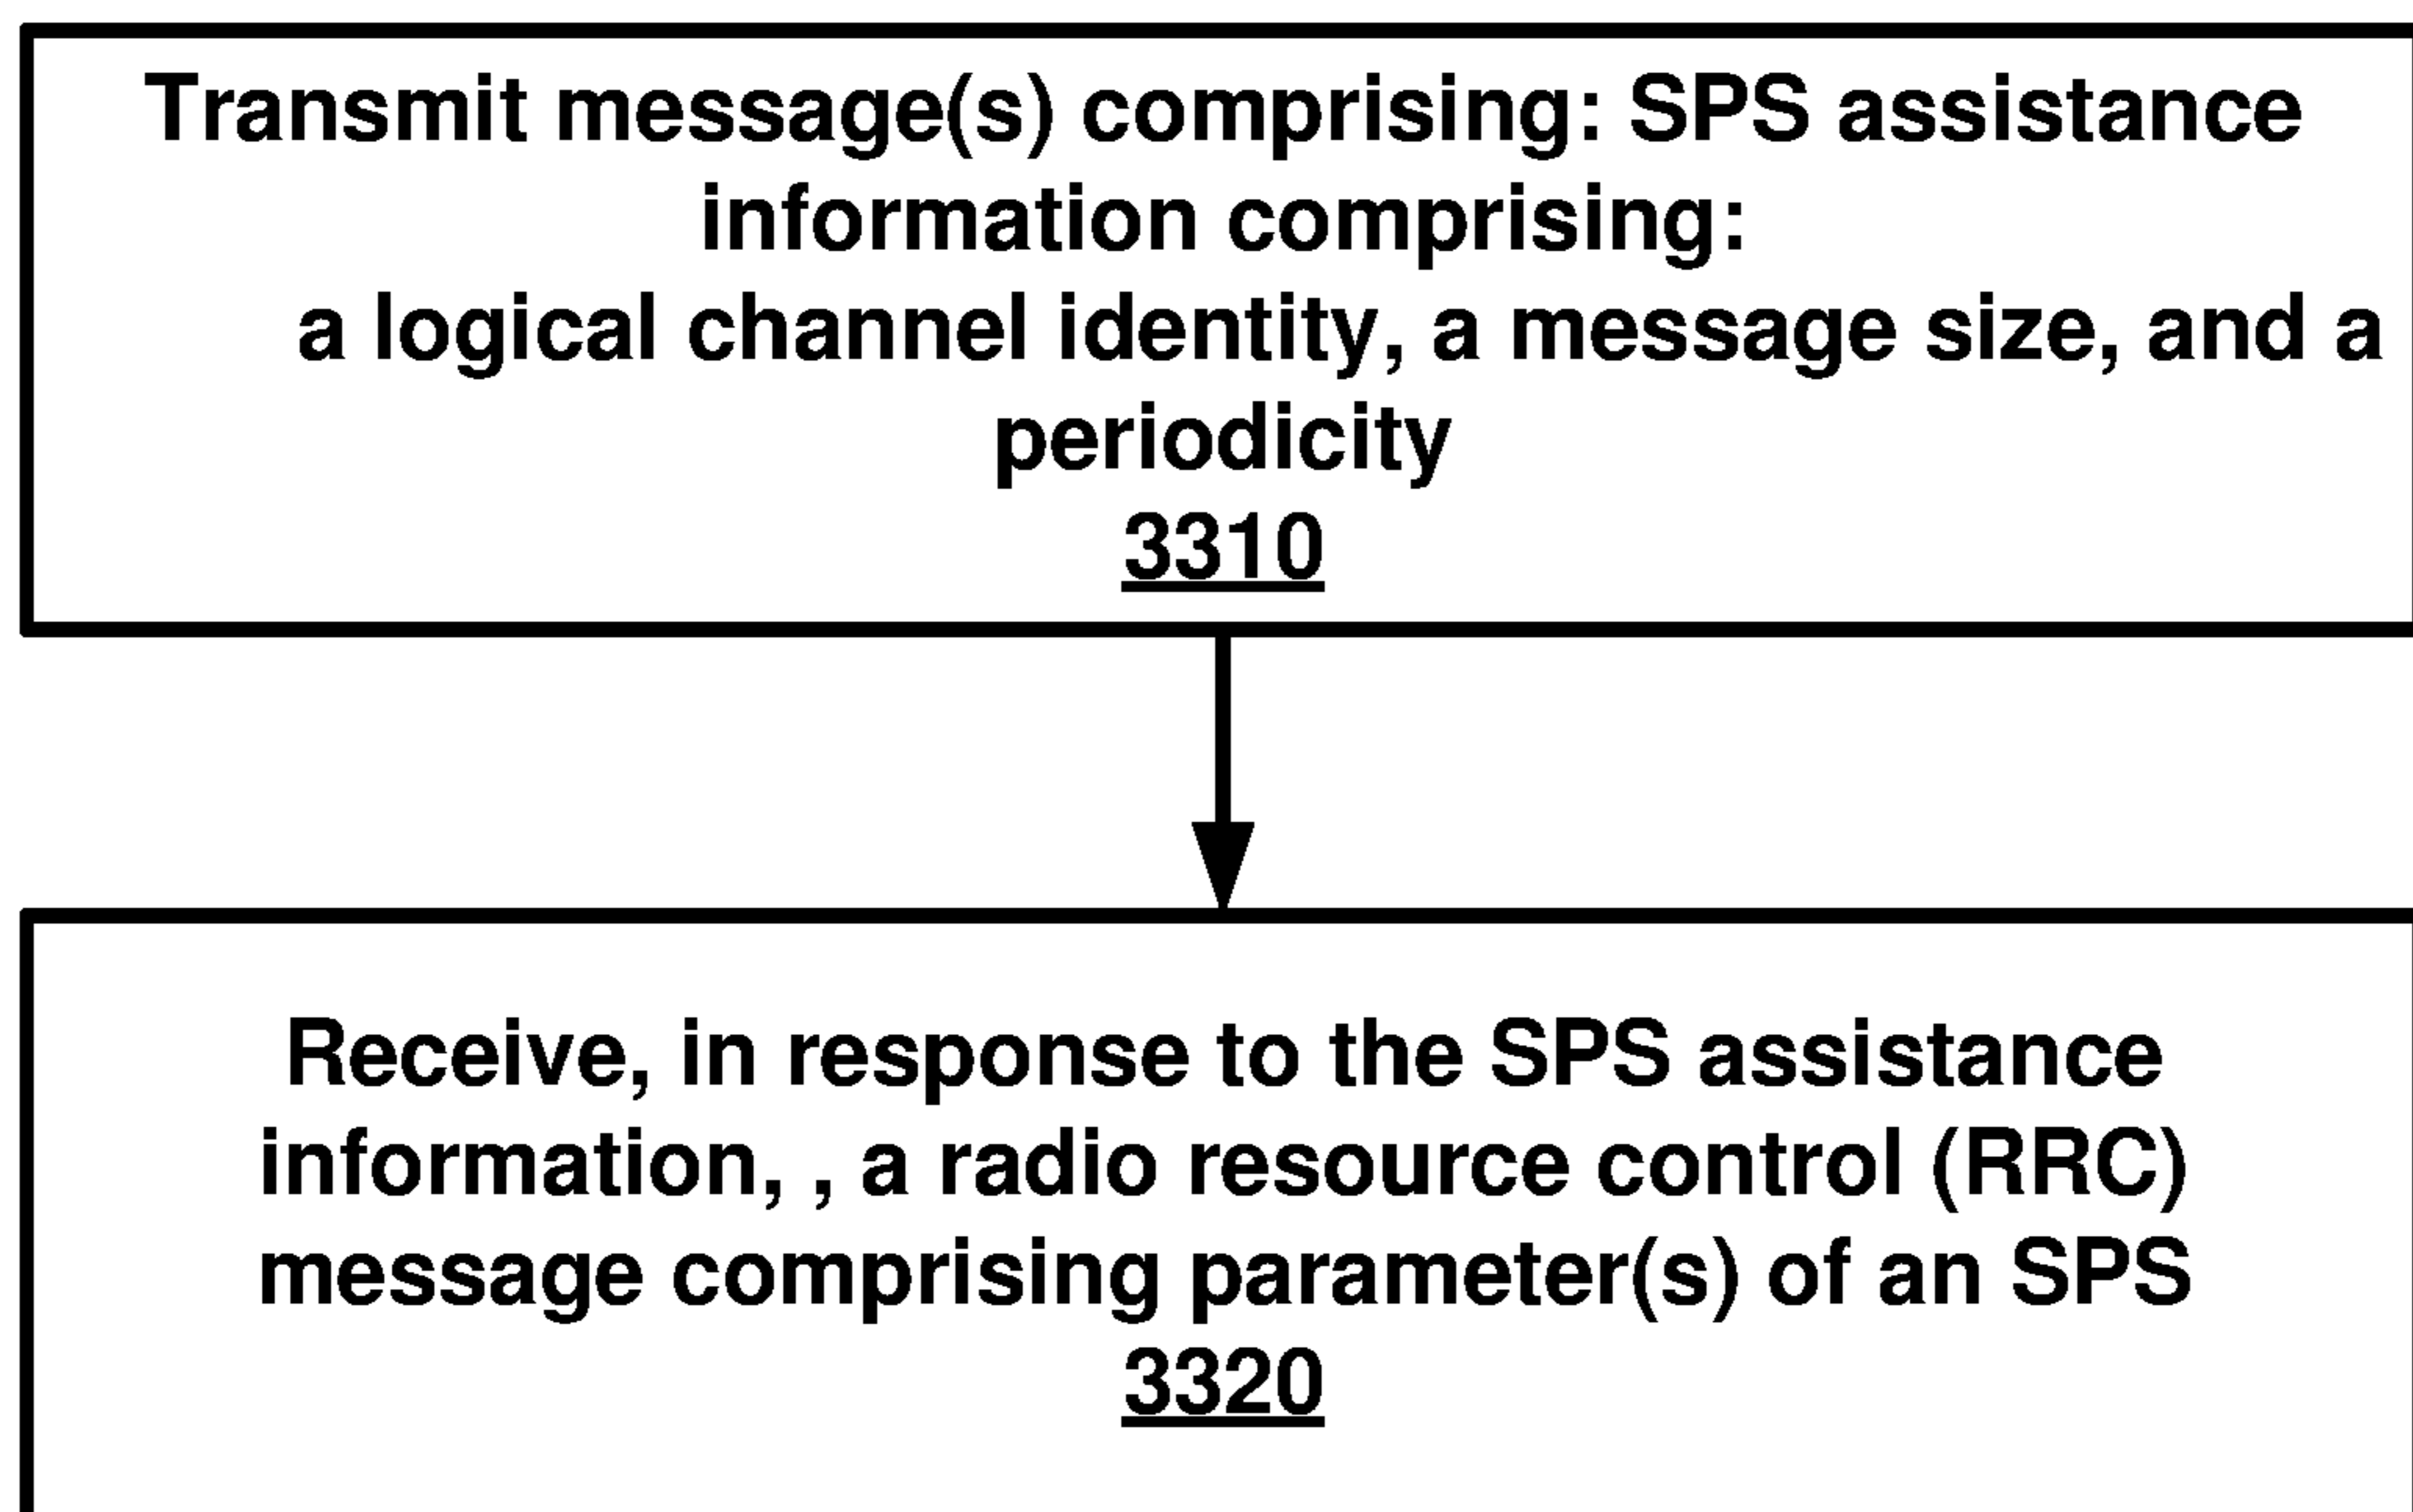 Transmit message(s) comprising: SPS assistance
information comprising:
a logical channel identity, a message size, and a
periodicity
3310
Receive, in response to the SPS assistance
information, , a radio resource control (RRC)
message comprising parameter(s) of an SPS
3320